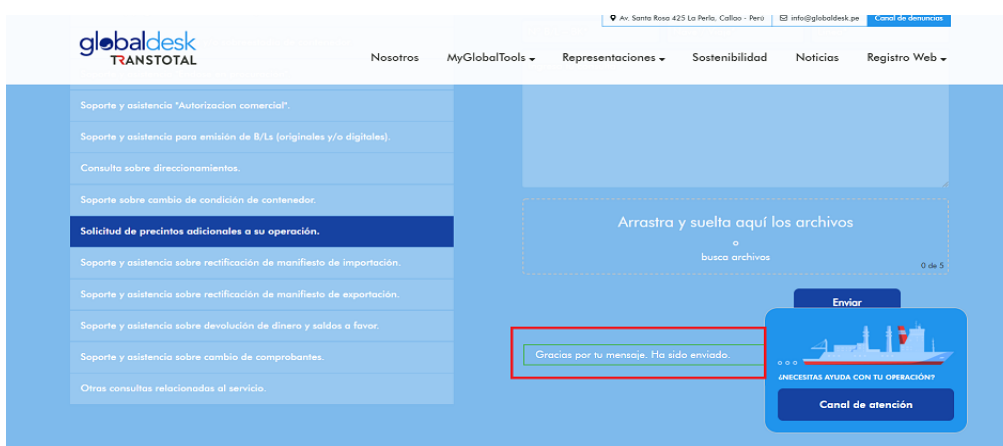 Av. Santa Rosa 425 La Perla, Callao - Perú
info@globaldesk.pe
Canal de denuncias
globaldesk
TRANSTOTAL
Nosotros
MyGlobalTools
Representaciones
Sostenibilidad
Noticias
Registro Web
Soporte y asistencia "Autorizacion comercial".
Soporte y asistencia para emisión de B/Ls (originales y/o digitales).
Consulta sobre direccionamientos.
Soporte sobre cambio de condición de contenedor.
Solicitud de precintos adicionales a su operación.
Soporte y asistencia sobre rectificación de manifiesto de importación.
Soporte y asistencia sobre rectificación de manifiesto de exportación.
Soporte y asistencia sobre devolución de dinero y saldos a favor.
Soporte y asistencia sobre cambio de comprobantes.
Otras consultas relacionadas al servicio.
Arrastra y suelta aquí los archivos
o
busca archivos
0 de 5
Enviar
Gracias por tu mensaje. Ha sido enviado.
¿NECESITAS AYUDA CON TU OPERACIÓN?
Canal de atención